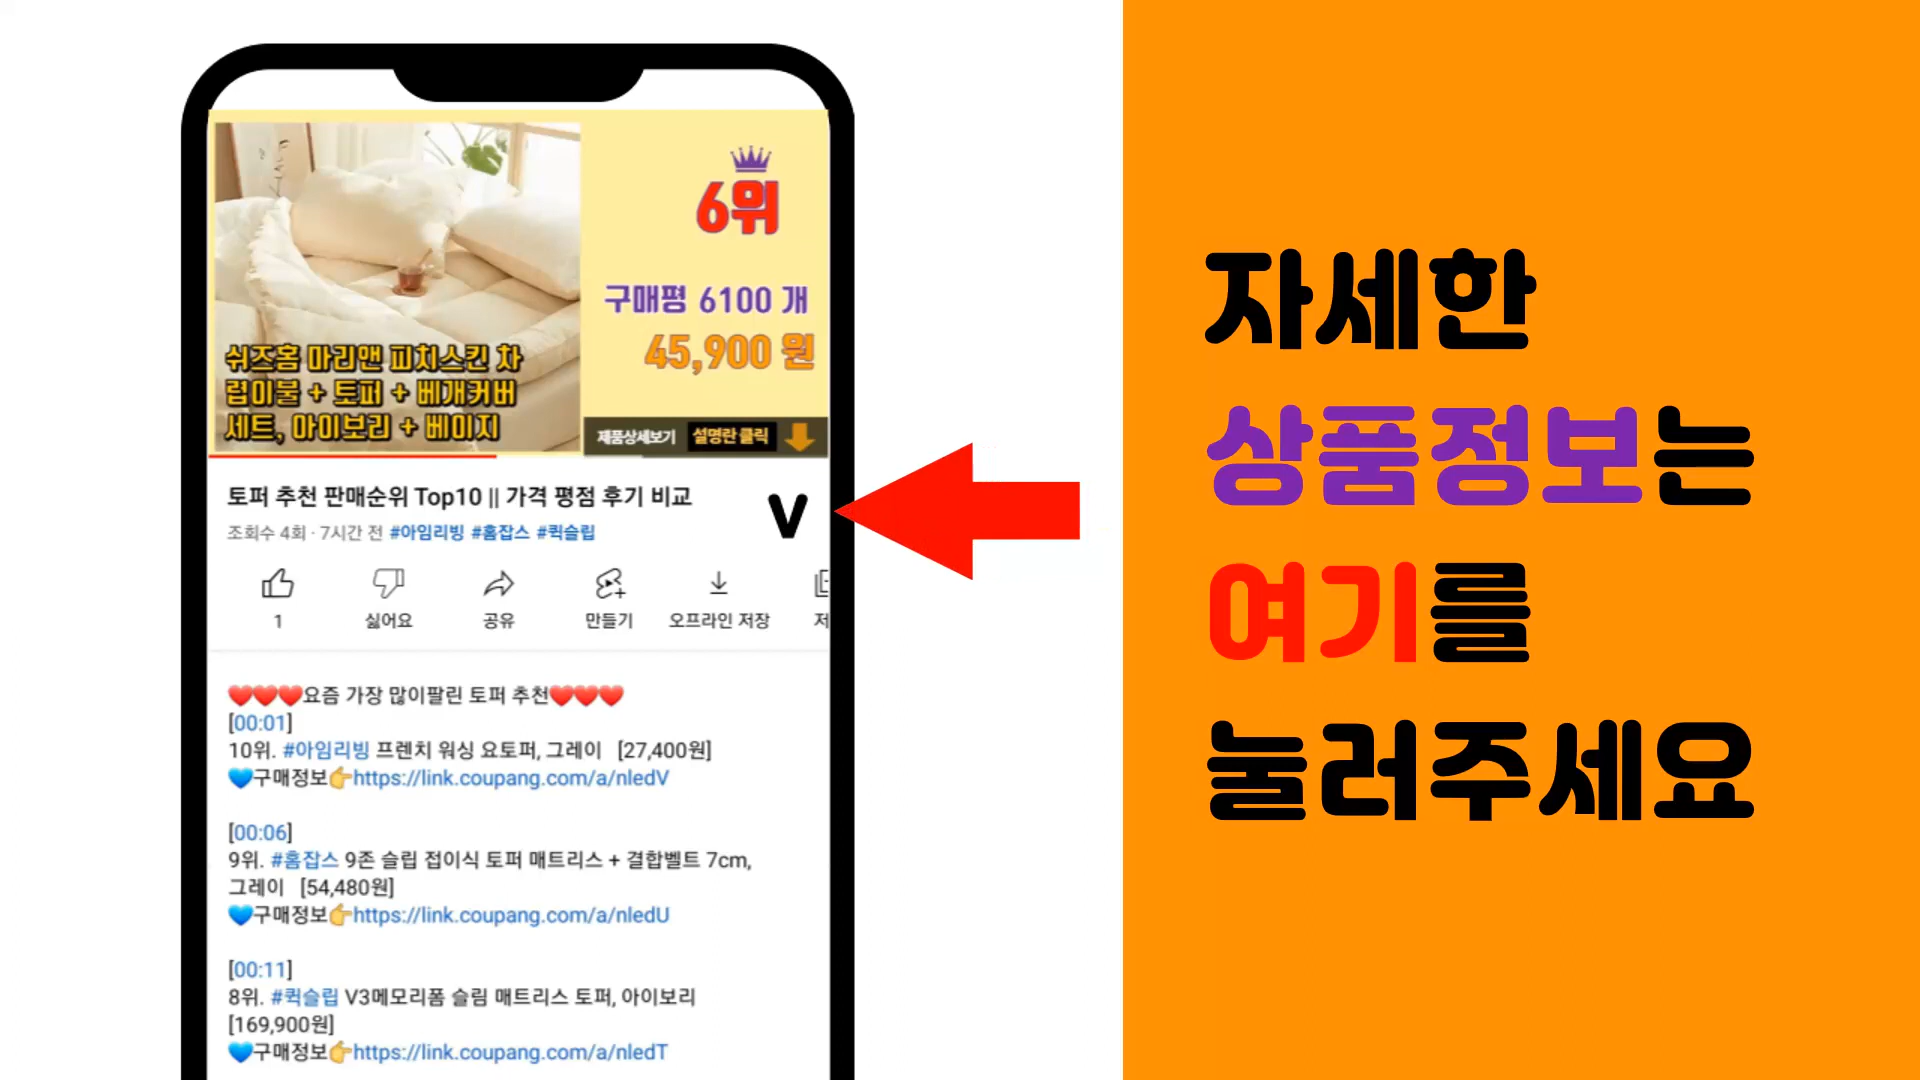 6위
구매평 6100 개
45,900 원
쉬즈홈 마리앤 피치스킨 차
렵이불 + 토퍼 + 베개커버
세트, 아이보리 + 베이지
제품상세보기 설명란 클릭
토퍼 추천 판매순위 Top10 || 가격 평점 후기 비교
V
조회수 4회 · 7시간 전 #아임리빙 #홈잡스 #퀵슬립
1 싫어요 공유 만들기 오프라인 저장 저
❤️❤️❤️요즘 가장 많이팔린 토퍼 추천❤️❤️❤️
[00:01]
10위. #아임리빙 프렌치 워싱 요토퍼, 그레이 [27,400원]
💙구매정보👉https://link.coupang.com/a/nledV
[00:06]
9위. #홈잡스 9존 슬립 접이식 토퍼 매트리스 + 결합벨트 7cm,
그레이 [54,480원]
💙구매정보👉https://link.coupang.com/a/nledU
[00:11]
8위. #퀵슬립 V3메모리폼 슬림 매트리스 토퍼, 아이보리
[169,900원]
💙구매정보👉https://link.coupang.com/a/nledT
자세한
상품정보는
여기를
눌러주세요